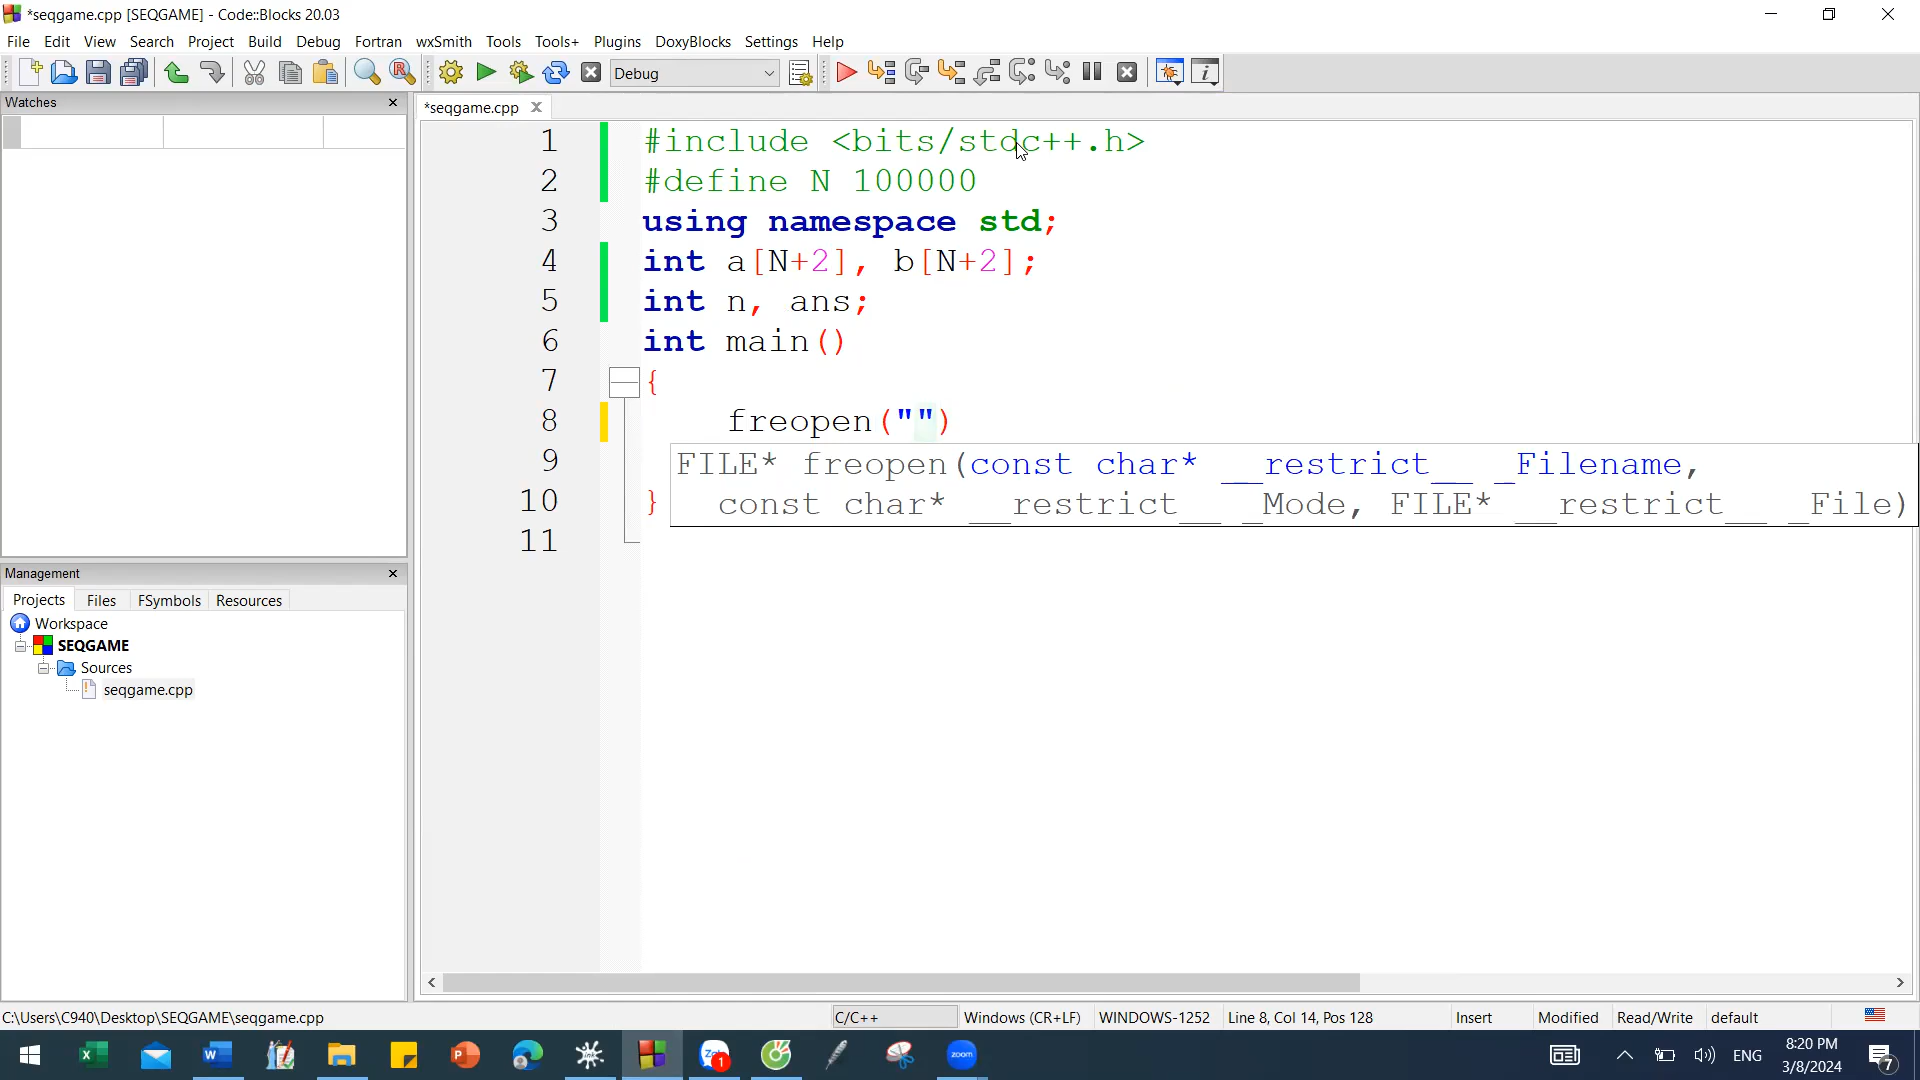 *seqgame.cpp [SEQGAME] - Code::Blocks 20.03
File Edit View Search Project Build Debug Fortran wxSmith Tools Tools+ Plugins DoxyBlocks Settings Help
Debug
Watches
*seqgame.cpp
1 #include <bits/stdc++.h>
2 #define N 100000
3 using namespace std;
4 int a[N+2], b[N+2];
5 int n, ans;
6 int main()
7 {
8 freopen("")
9
FILE* freopen(const char* __restrict__ _Filename,
const char* __restrict__ _Mode, FILE* __restrict__ _File)
10 }
11
Management
Projects Files FSymbols Resources
Workspace
SEQGAME
Sources
seqgame.cpp
C:\Users\C940\Desktop\SEQGAME\seqgame.cpp C/C++ Windows (CR+LF) WINDOWS-1252 Line 8, Col 14, Pos 128 Insert Modified Read/Write default
zoom
1
ENG
8:20 PM
3/8/2024
7